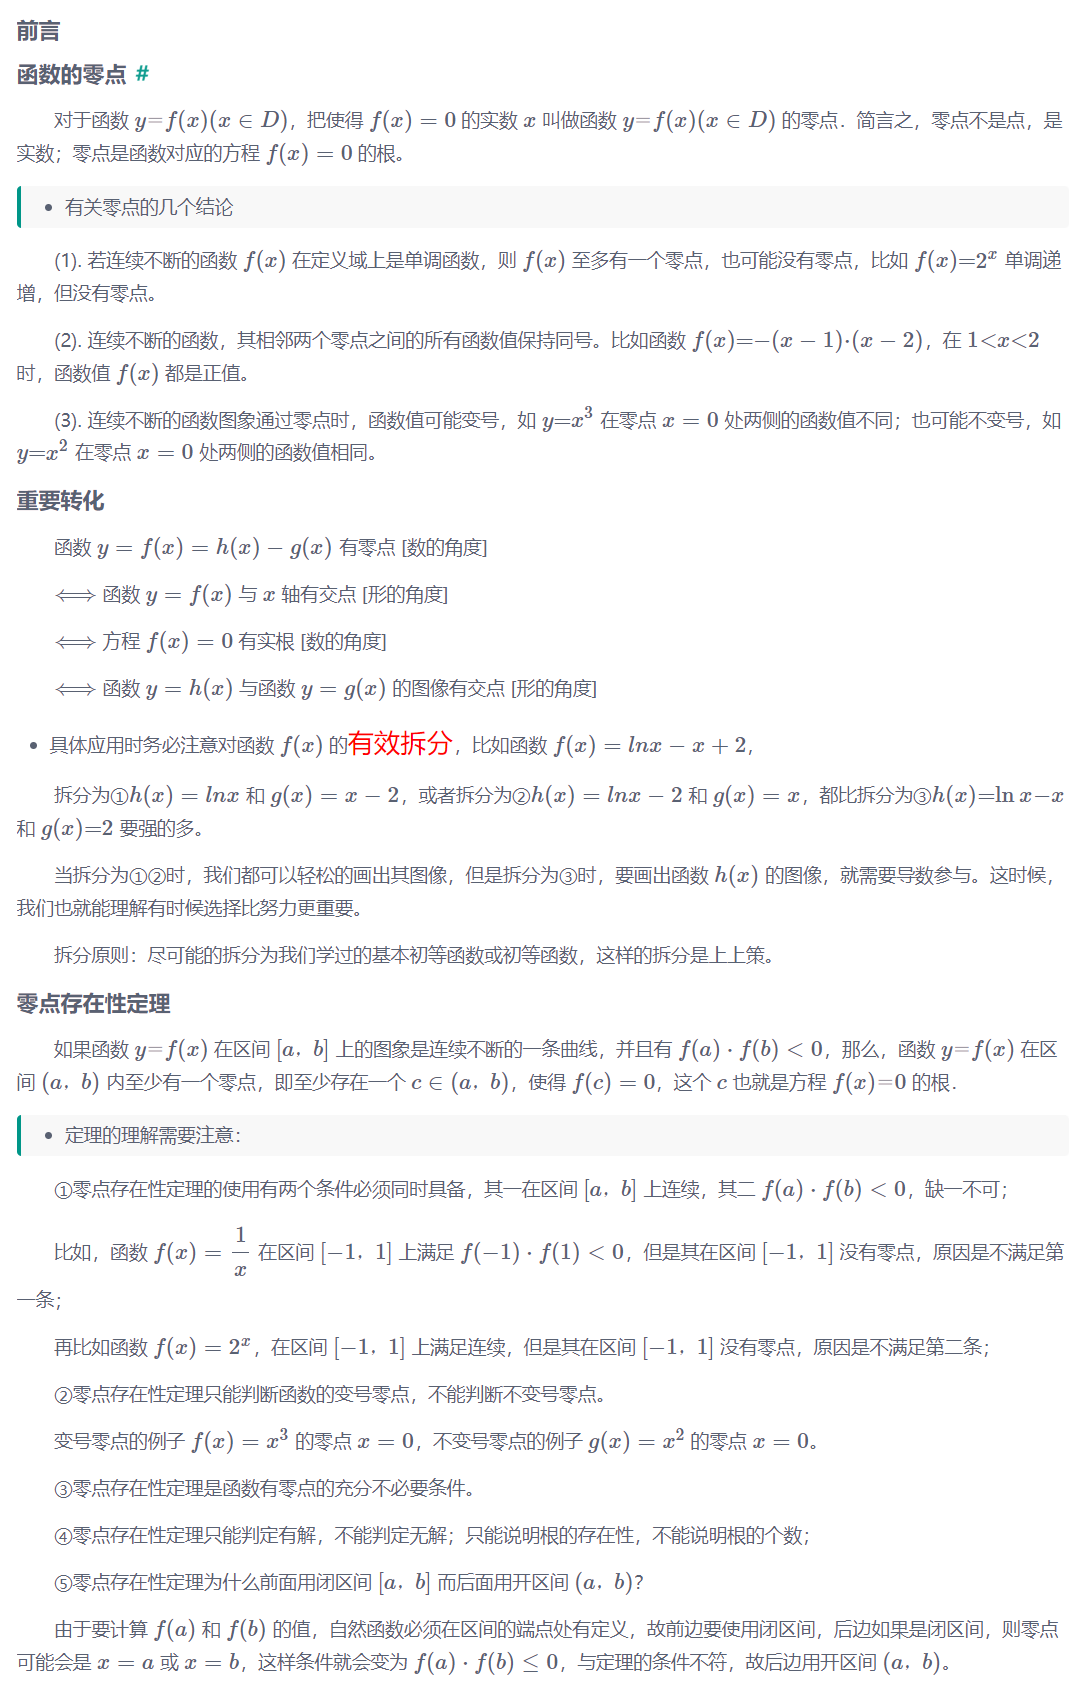 前言
函数的零点 #
对于函数 y=f(x)(x ∈ D)，把使得 f(x) = 0 的实数 x 叫做函数 y=f(x)(x ∈ D) 的零点．简言之，零点不是点，是
实数；零点是函数对应的方程 f(x) = 0 的根。
• 有关零点的几个结论
(1). 若连续不断的函数 f(x) 在定义域上是单调函数，则 f(x) 至多有一个零点，也可能没有零点，比如 f(x)=2^x 单调递
增，但没有零点。
(2). 连续不断的函数，其相邻两个零点之间的所有函数值保持同号。比如函数 f(x)=−(x − 1)·(x − 2)，在 1<x<2
时，函数值 f(x) 都是正值。
(3). 连续不断的函数图象通过零点时，函数值可能变号，如 y=x^3 在零点 x = 0 处两侧的函数值不同；也可能不变号，如
y=x^2 在零点 x = 0 处两侧的函数值相同。
重要转化
函数 y = f(x) = h(x) − g(x) 有零点 [数的角度]
⟺ 函数 y = f(x) 与 x 轴有交点 [形的角度]
⟺ 方程 f(x) = 0 有实根 [数的角度]
⟺ 函数 y = h(x) 与函数 y = g(x) 的图像有交点 [形的角度]
• 具体应用时务必注意对函数 f(x) 的有效拆分，比如函数 f(x) = lnx − x + 2，
拆分为①h(x) = lnx 和 g(x) = x − 2，或者拆分为②h(x) = lnx − 2 和 g(x) = x，都比拆分为③h(x)=ln x−x
和 g(x)=2 要强的多。
当拆分为①②时，我们都可以轻松的画出其图像，但是拆分为③时，要画出函数 h(x) 的图像，就需要导数参与。这时候，
我们也就能理解有时候选择比努力更重要。
拆分原则：尽可能的拆分为我们学过的基本初等函数或初等函数，这样的拆分是上上策。
零点存在性定理
如果函数 y=f(x) 在区间 [a，b] 上的图象是连续不断的一条曲线，并且有 f(a) · f(b) < 0，那么，函数 y=f(x) 在区
间 (a，b) 内至少有一个零点，即至少存在一个 c ∈ (a，b)，使得 f(c) = 0，这个 c 也就是方程 f(x)=0 的根．
• 定理的理解需要注意：
①零点存在性定理的使用有两个条件必须同时具备，其一在区间 [a，b] 上连续，其二 f(a) · f(b) < 0，缺一不可；
比如，函数 f(x) = 1/x 在区间 [−1，1] 上满足 f(−1) · f(1) < 0，但是其在区间 [−1，1] 没有零点，原因是不满足第
一条；
再比如函数 f(x) = 2^x，在区间 [−1，1] 上满足连续，但是其在区间 [−1，1] 没有零点，原因是不满足第二条；
②零点存在性定理只能判断函数的变号零点，不能判断不变号零点。
变号零点的例子 f(x) = x^3 的零点 x = 0，不变号零点的例子 g(x) = x^2 的零点 x = 0。
③零点存在性定理是函数有零点的充分不必要条件。
④零点存在性定理只能判定有解，不能判定无解；只能说明根的存在性，不能说明根的个数；
⑤零点存在性定理为什么前面用闭区间 [a，b] 而后面用开区间 (a，b)？
由于要计算 f(a) 和 f(b) 的值，自然函数必须在区间的端点处有定义，故前边要使用闭区间，后边如果是闭区间，则零点
可能会是 x = a 或 x = b，这样条件就会变为 f(a) · f(b) ≤ 0，与定理的条件不符，故后边用开区间 (a，b)。